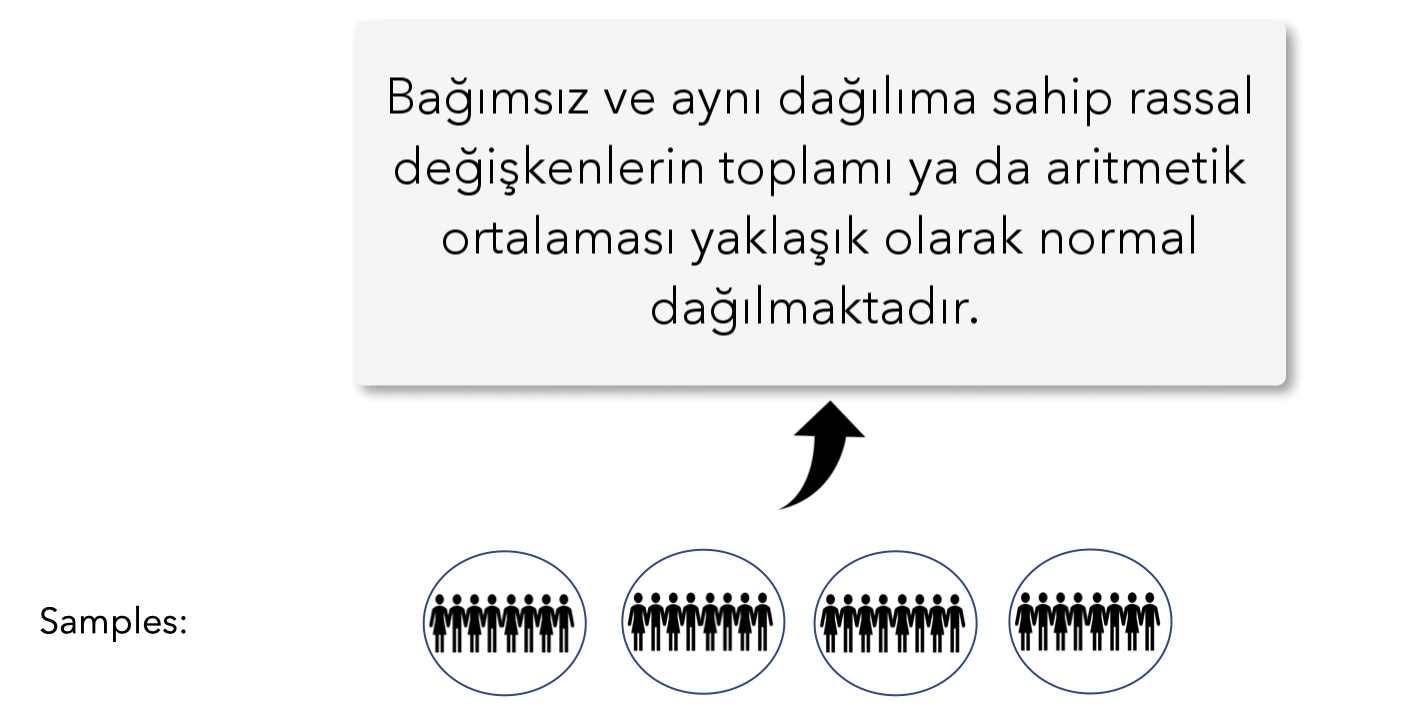 Bağımsız ve aynı dağılıma sahip rassal
değişkenlerin toplamı ya da aritmetik
ortalaması yaklaşık olarak normal
dağılmaktadır.
Samples: